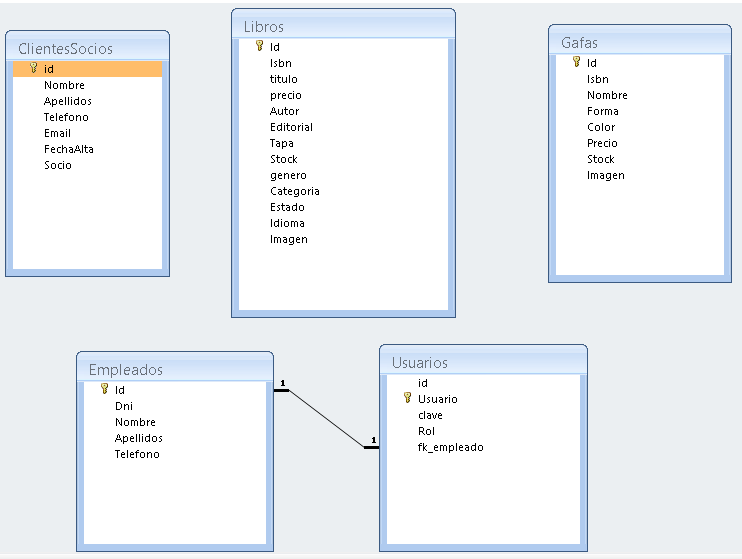 ClientesSocios
id
Nombre
Apellidos
Telefono
Email
FechaAlta
Socio
Libros
Id
Isbn
titulo
precio
Autor
Editorial
Tapa
Stock
genero
Categoria
Estado
Idioma
Imagen
Gafas
Id
Isbn
Nombre
Forma
Color
Precio
Stock
Imagen
Empleados
Id
Dni
Nombre
Apellidos
Telefono
1
1
Usuarios
id
Usuario
clave
Rol
fk_empleado